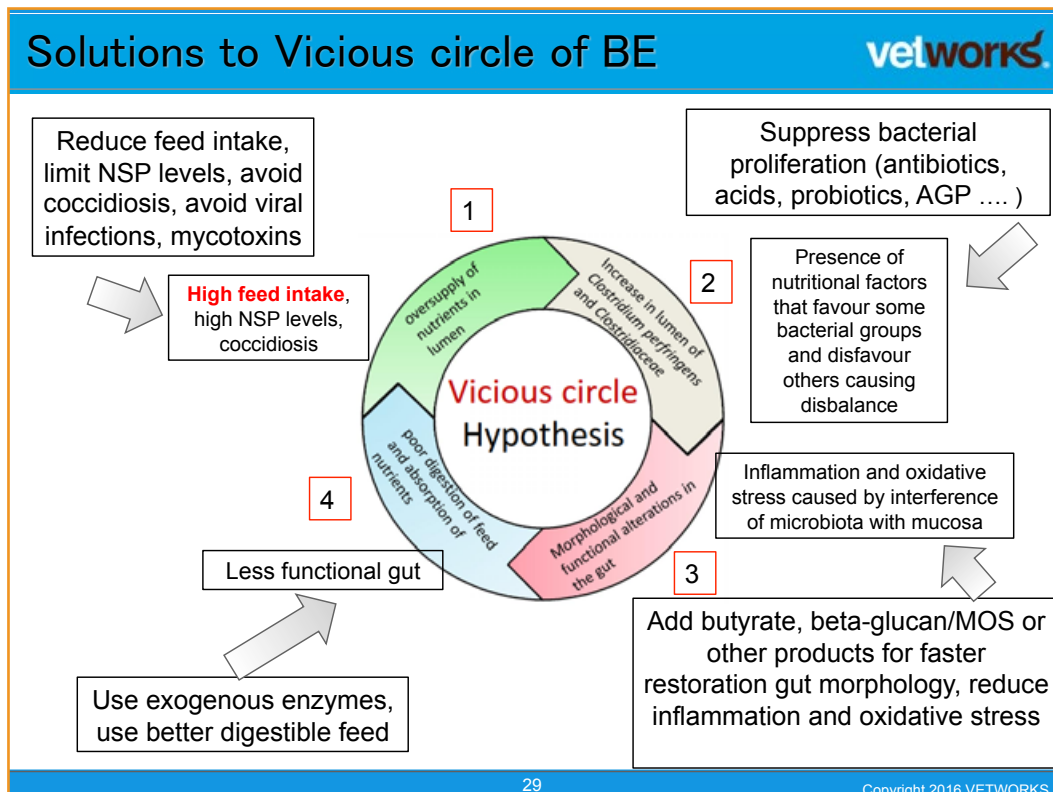 Solutions to Vicious circle of BE
vetworks.
Reduce feed intake,
limit NSP levels, avoid
coccidiosis, avoid viral
infections, mycotoxins
Suppress bacterial
proliferation (antibiotics,
acids, probiotics, AGP .... )
1
2
High feed intake,
high NSP levels,
coccidiosis
Presence of
nutritional factors
that favour some
bacterial groups
and disfavour
others causing
disbalance
oversupply of
nutrients in
lumen
Increase in lumen of
Clostridium perfringens
and Clostridiaceae
Vicious circle
Hypothesis
poor digestion of feed
and absorption of
nutrients
Morphological and
functional alterations in
the gut
4
3
Inflammation and oxidative
stress caused by interference
of microbiota with mucosa
Less functional gut
Add butyrate, beta-glucan/MOS or
other products for faster
restoration gut morphology, reduce
inflammation and oxidative stress
Use exogenous enzymes,
use better digestible feed
29
Copyright 2016 VETWORKS